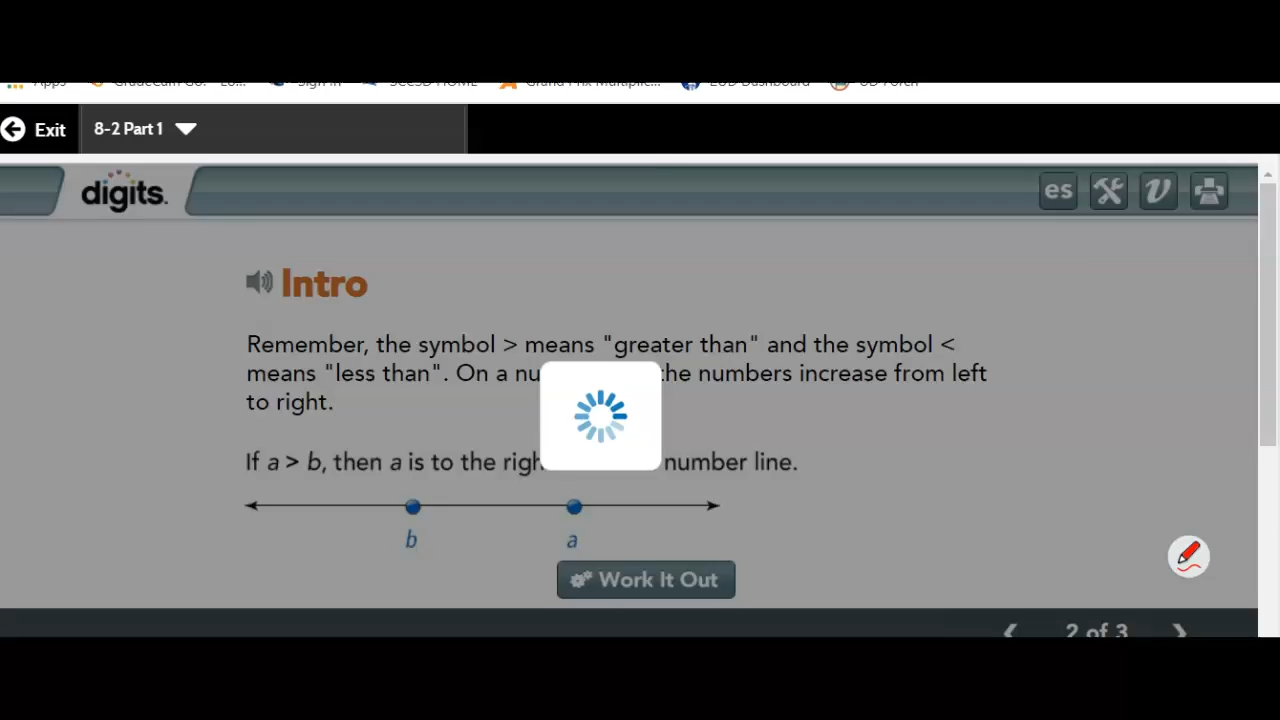 Exit
8-2 Part 1
digits.
es
Intro
Remember, the symbol > means "greater than" and the symbol <
means "less than". On a nu he numbers increase from left
to right.
If a > b, then a is to the righ number line.
b
a
Work It Out
2 of 3